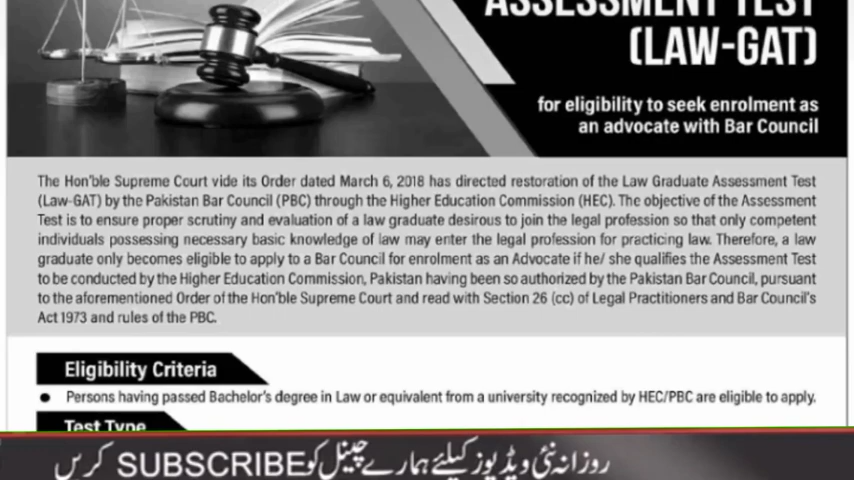 ASSESSMENT TEST
(LAW-GAT)
for eligibility to seek enrolment as
an advocate with Bar Council
The Hon'ble Supreme Court vide its Order dated March 6, 2018 has directed restoration of the Law Graduate Assessment Test
(Law-GAT) by the Pakistan Bar Council (PBC) through the Higher Education Commission (HEC). The objective of the Assessment
Test is to ensure proper scrutiny and evaluation of a law graduate desirous to join the legal profession so that only competent
individuals possessing necessary basic knowledge of law may enter the legal profession for practicing law. Therefore, a law
graduate only becomes eligible to apply to a Bar Council for enrolment as an Advocate if he/ she qualifies the Assessment Test
to be conducted by the Higher Education Commission, Pakistan having been so authorized by the Pakistan Bar Council, pursuant
to the aforementioned Order of the Hon'ble Supreme Court and read with Section 26 (cc) of Legal Practitioners and Bar Council's
Act 1973 and rules of the PBC.
Eligibility Criteria
● Persons having passed Bachelor's degree in Law or equivalent from a university recognized by HEC/PBC are eligible to apply.
Test Type
روزانہ نئی ویڈیوز کیلئے ہمارے چینل کو SUBSCRIBE کریں